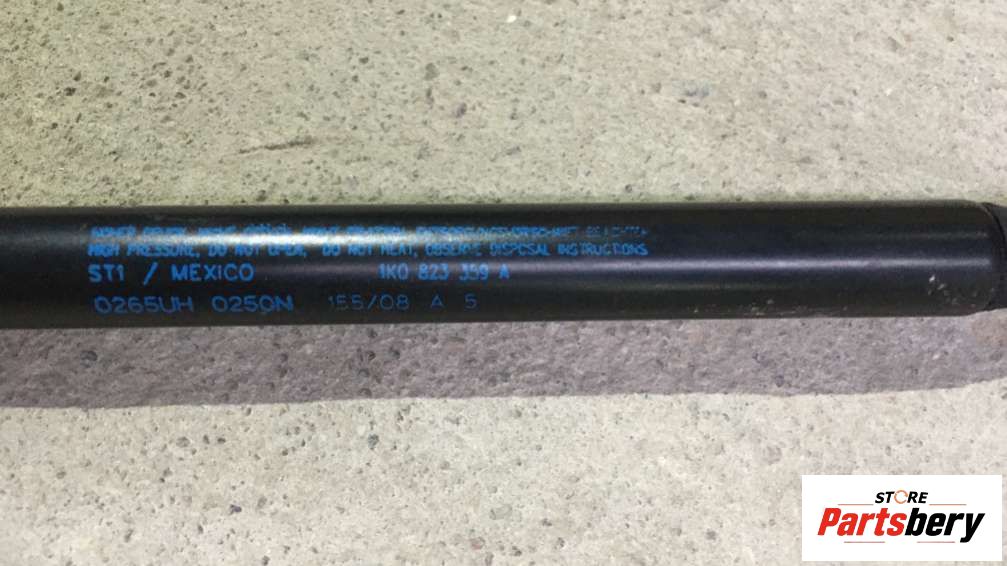 HIGH PRESSURE, DO NOT OPEN, DO NOT HEAT, OBSERVE DISPOSAL INSTRUCTIONS
ST1 / MEXICO 1K0 823 359 A
0265UH 0250N 155/08 A 5
STORE
Partsbery